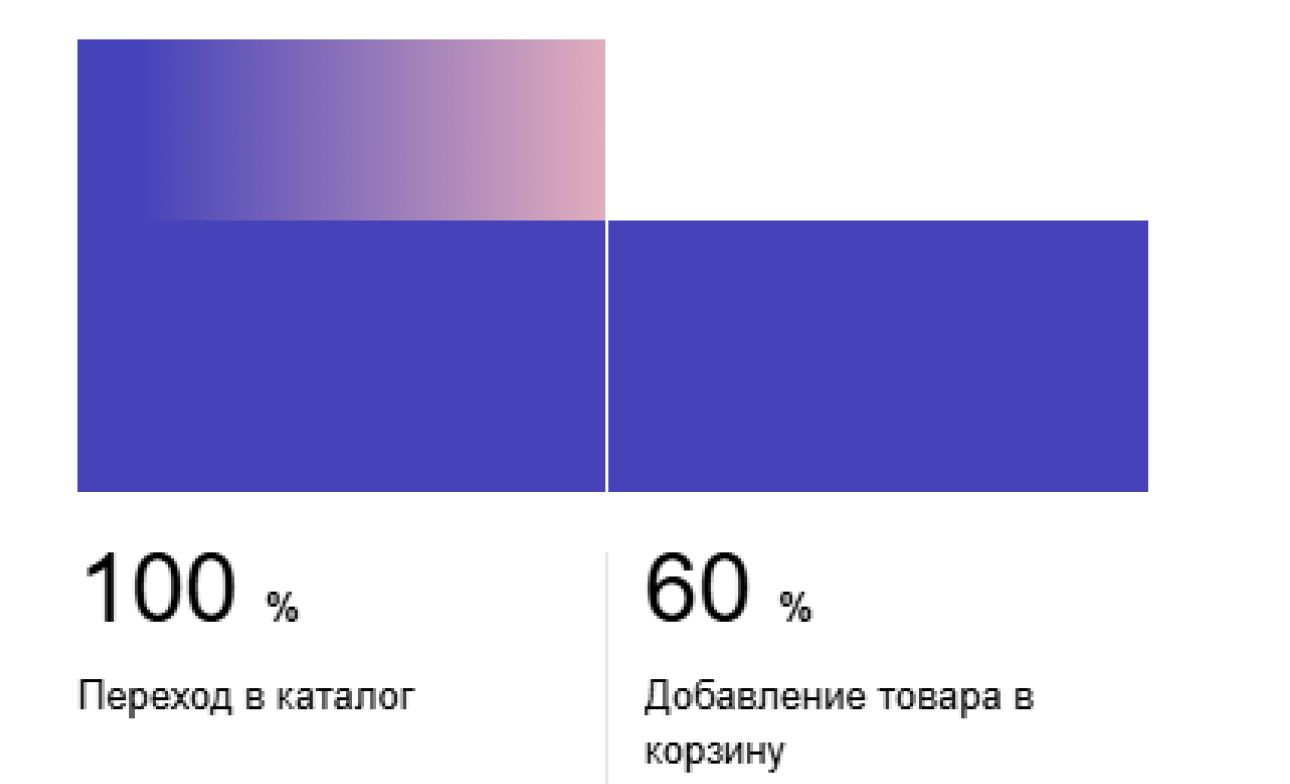 100 %
60 %
Переход в каталог
Добавление товара в
корзину